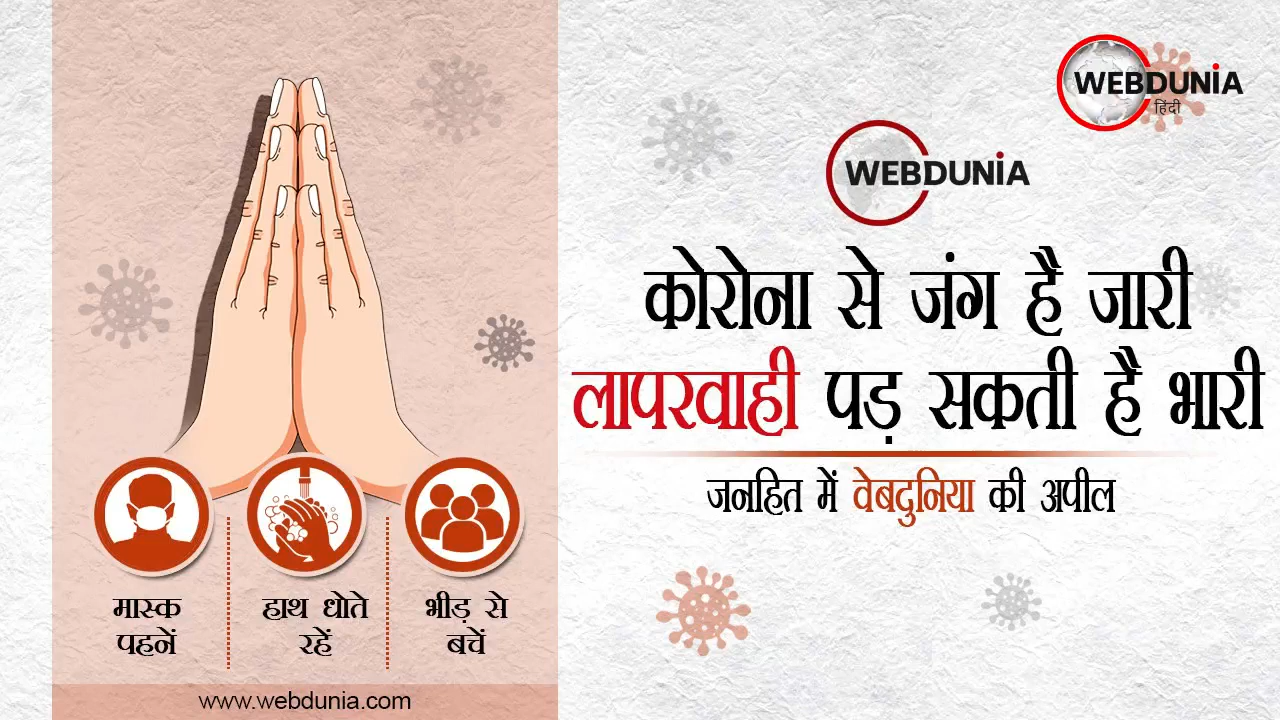 WEBDUNIA
हिंदी
WEBDUNIA
कोरोना से जंग है जारी
लापरवाही पड़ सकती है भारी
जनहित में वेबदुनिया की अपील
मास्क
पहनें
हाथ धोते
रहें
भीड़ से
बचें
www.webdunia.com